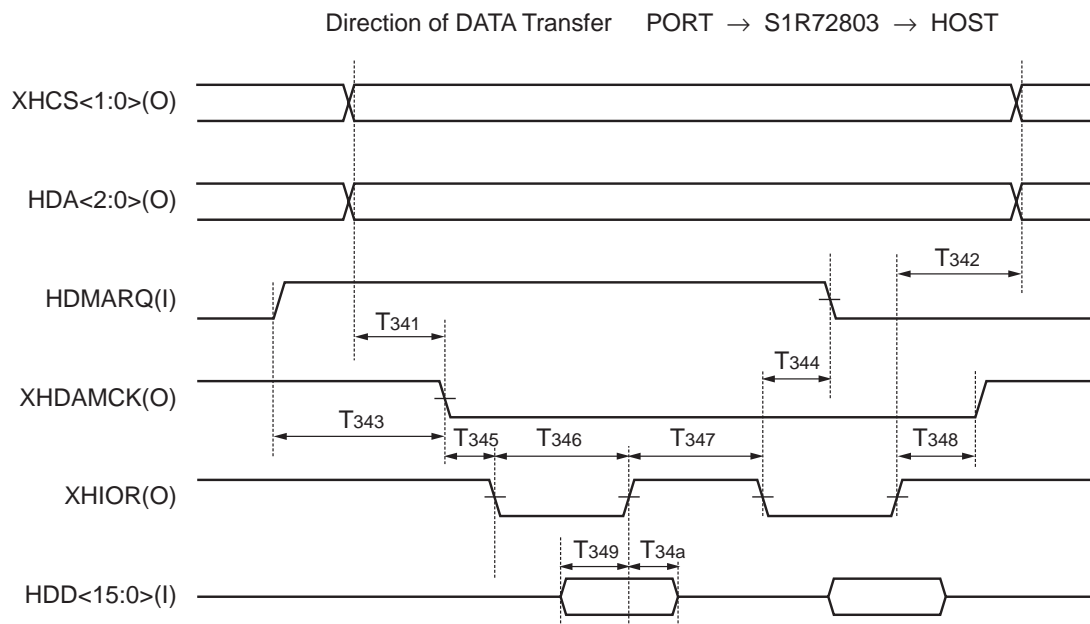 Direction of DATA Transfer PORT → S1R72803 → HOST
XHCS<1:0>(O)
HDA<2:0>(O)
T342
HDMARQ(I)
T341
T344
XHDAMCK(O)
T343
T345
T346
T347
T348
XHIOR(O)
T349
T34a
HDD<15:0>(I)